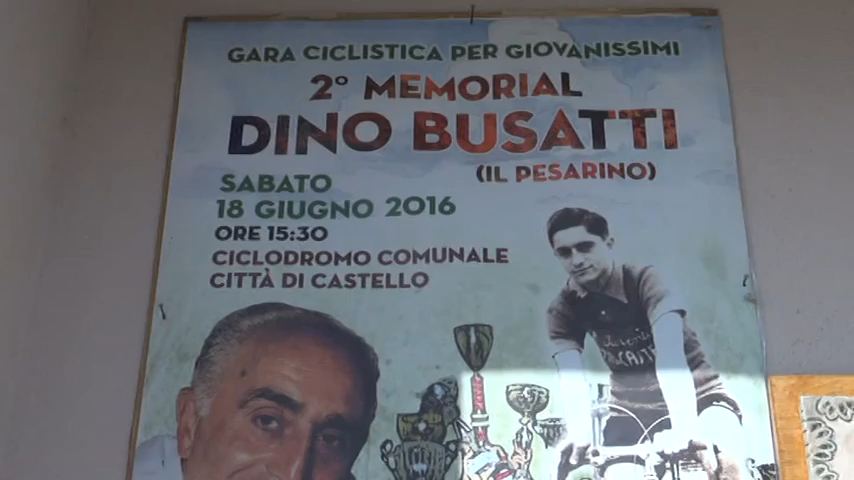 GARA CICLISTICA PER GIOVANISSIMI
2° MEMORIAL
DINO BUSATTI
(IL PESARINO)
SABATO
18 GIUGNO 2016
ORE 15:30
CICLODROMO COMUNALE
CITTÀ DI CASTELLO